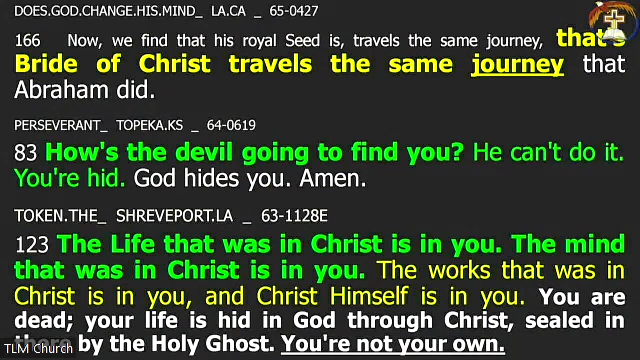 DOES.GOD.CHANGE.HIS.MIND_ LA.CA _ 65-0427
166 Now, we find that his royal Seed is, travels the same journey, that's
Bride of Christ travels the same journey that
Abraham did.
PERSEVERANT_ TOPEKA.KS _ 64-0619
83 How's the devil going to find you? He can't do it.
You're hid. God hides you. Amen.
TOKEN.THE_ SHREVEPORT.LA _ 63-1128E
123 The Life that was in Christ is in you. The mind
that was in Christ is in you. The works that was in
Christ is in you, and Christ Himself is in you. You are
dead; your life is hid in God through Christ, sealed in
by the Holy Ghost. You're not your own.
TLM Church